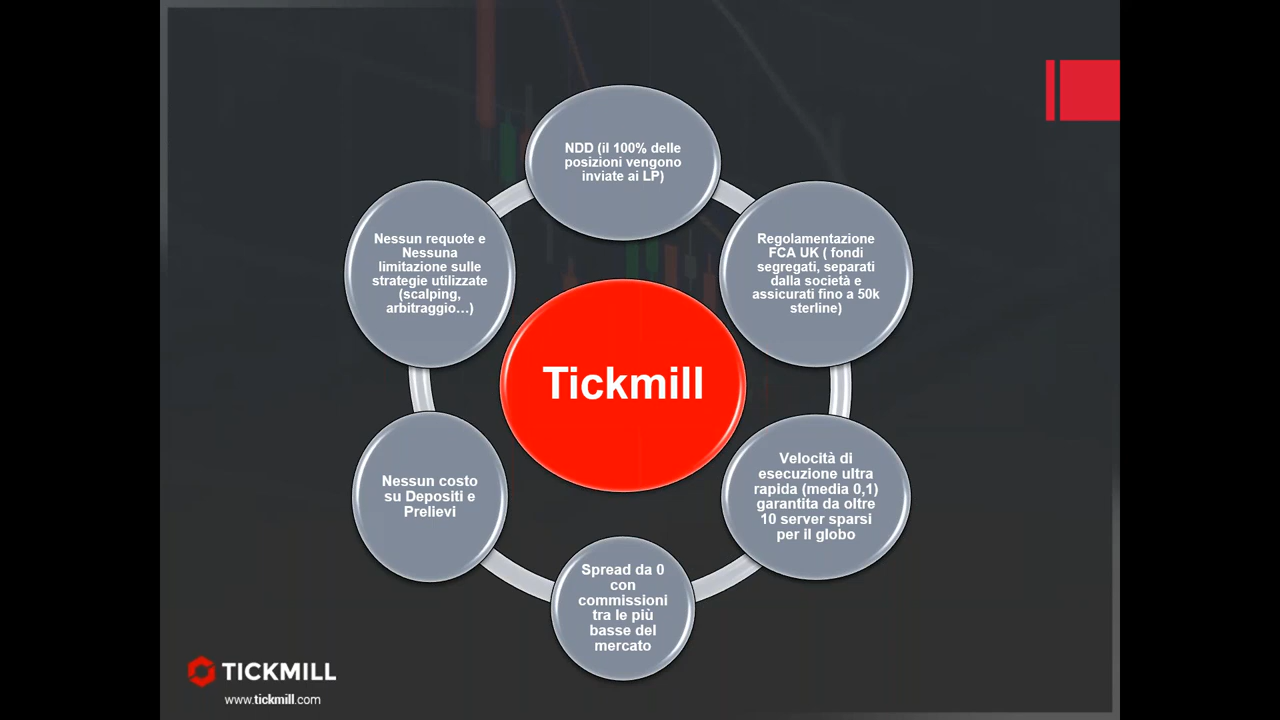 NDD (il 100% delle
posizioni vengono
inviate ai LP)
Regolamentazione
FCA UK ( fondi
segregati, separati
dalla società e
assicurati fino a 50k
sterline)
Velocità di
esecuzione ultra
rapida (media 0,1)
garantita da oltre
10 server sparsi
per il globo
Spread da 0
con
commissioni
tra le più
basse del
mercato
Nessun costo
su Depositi e
Prelievi
Nessun requote e
Nessuna
limitazione sulle
strategie utilizzate
(scalping,
arbitraggio...)
Tickmill
TICKMILL
www.tickmill.com